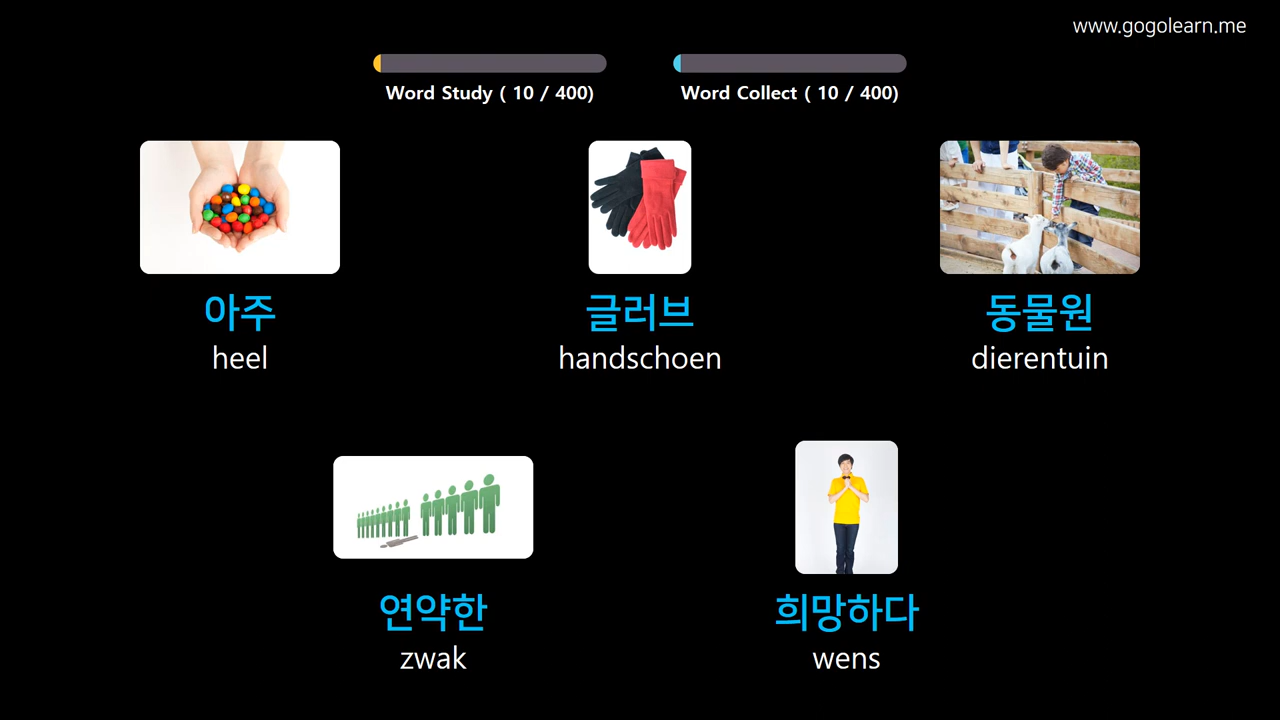 www.gogolearn.me
Word Study ( 10 / 400)
Word Collect ( 10 / 400)
아주
heel
글러브
handschoen
동물원
dierentuin
연약한
zwak
희망하다
wens